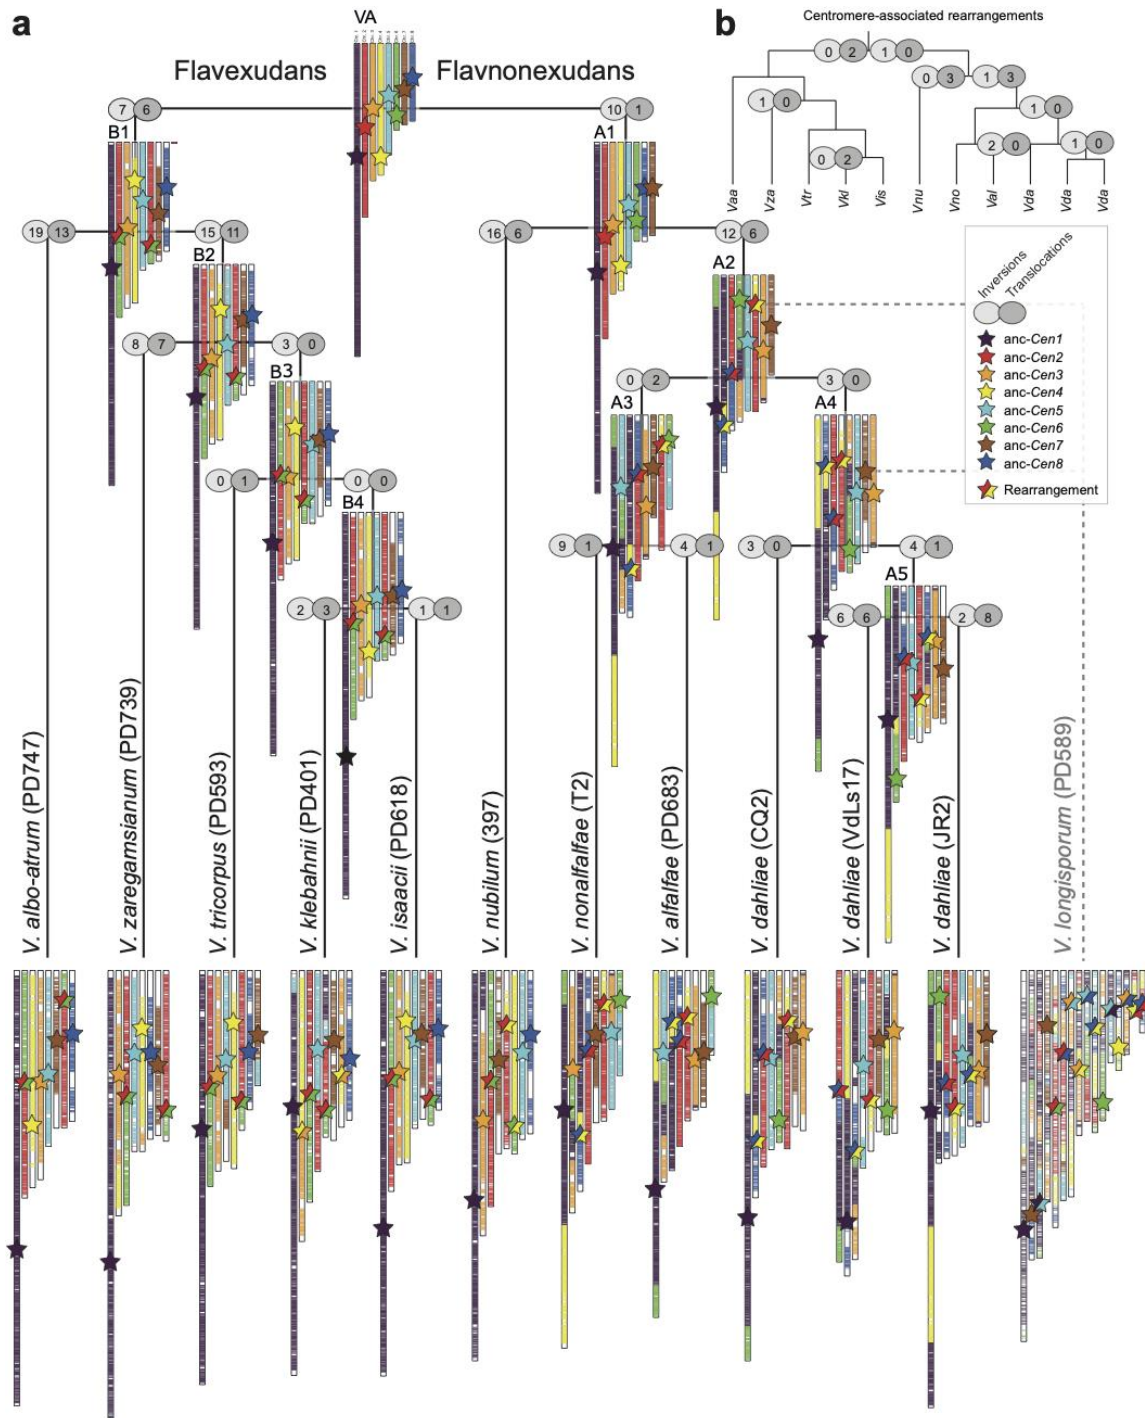 a
VA
b
Centromere-associated rearrangements
0 2 1 0
Flavexudans
Flavnonexudans
0 3 1 3
7 6
10 1
1 0
1 0
B1
A1
2 0
1 0
0 2
Vaa
Vza
Vtr
Vkl
Vis
Vnu
Vno
Val
Vda
Vda
Vda
19 13
15 11
16 6
12 6
B2
A2
Inversions
Translocations
anc-Cen1
anc-Cen2
anc-Cen3
anc-Cen4
anc-Cen5
anc-Cen6
anc-Cen7
anc-Cen8
Rearrangement
8 7
3 0
B3
0 2
3 0
A3
A4
0 1
0 0
B4
9 1
4 1
3 0
4 1
A5
2 3
1 1
6 6
2 8
V. albo-atrum (PD747)
V. zaregamsianum (PD739)
V. tricorpus (PD593)
V. klebahnii (PD401)
V. isaacii (PD618)
V. nubilum (397)
V. nonalfalfae (T2)
V. alfalfae (PD683)
V. dahliae (CQ2)
V. dahliae (VdLs17)
V. dahliae (JR2)
V. longisporum (PD589)